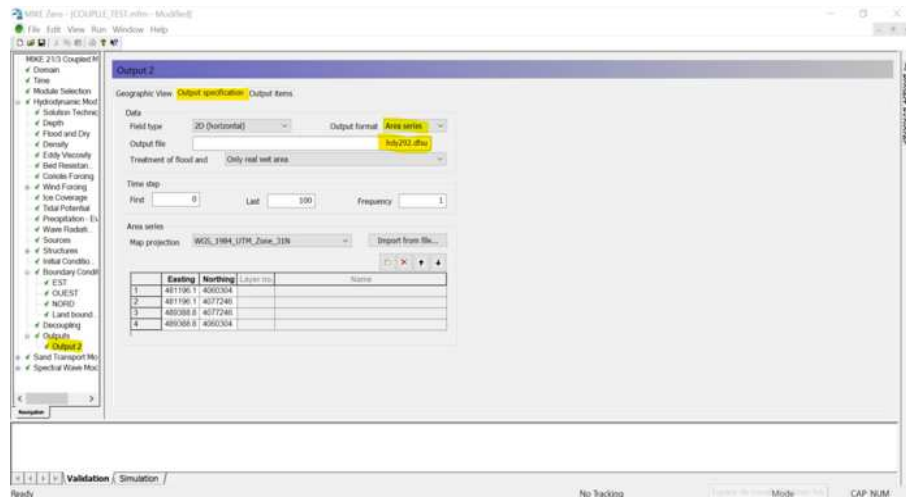 MIKE Zero - [COUPLLE_TEST.mfm - Modified]
File Edit View Run Window Help
MIKE 21/3 Coupled M
Domain
Time
Module Selection
Hydrodynamic Mod
Solution Technic
Depth
Flood and Dry
Density
Eddy Viscosity
Bed Resistan..
Coriolis Forcing
Wind Forcing
Ice Coverage
Tidal Potential
Precipitation - Ev
Wave Radiati..
Sources
Structures
Initial Conditio..
Boundary Condit
EST
OUEST
NORD
Land bound..
Decoupling
Outputs
Output 2
Sand Transport Mo
Spectral Wave Mod
Navigation
Output 2
Geographic View Output specification Output items
Data
Field type 2D (horizontal) Output format Area series
Output file hdy292.dfsu
Treatment of flood and Only real wet area
Time step
First 0 Last 100 Frequency 1
Area series
Map projection WGS_1984_UTM_Zone_31N Import from file...
Easting Northing Layer no. Name
1 481196.1 4060304
2 481196.1 4077246
3 489388.8 4077246
4 489388.8 4060304
Validation Simulation
Ready No Tracking Mode CAP NUM